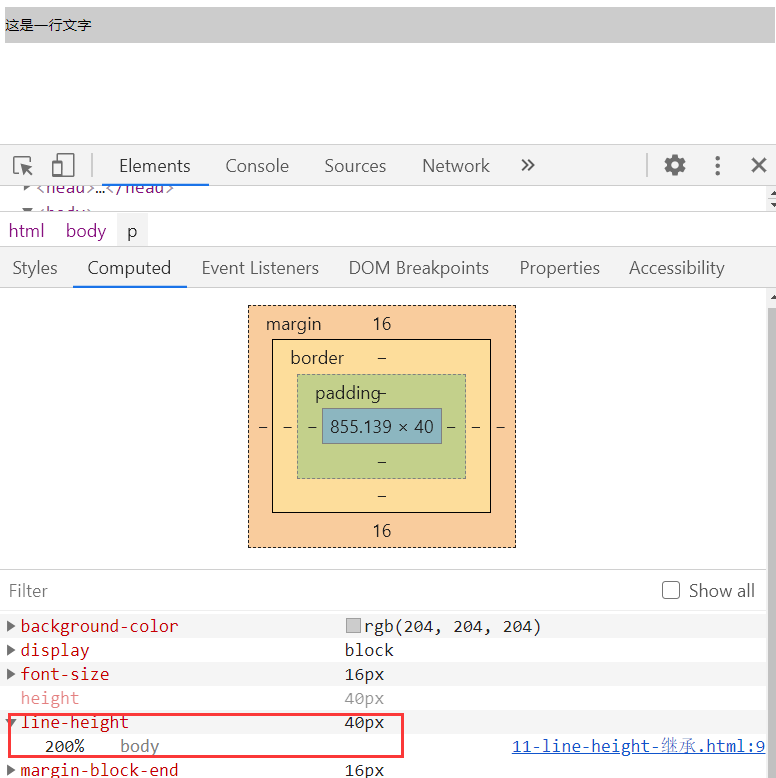 这是一行文字
Elements Console Sources Network »
▶ <head>…</head>
▼ <body>
html body p
Styles Computed Event Listeners DOM Breakpoints Properties Accessibility
margin 16
border –
padding –
– – – 855.139 × 40 – – –
–
–
16
Filter Show all
background-color rgb(204, 204, 204)
display block
font-size 16px
height 40px
line-height 40px
200% body 11-line-height-继承.html:9
margin-block-end 16px